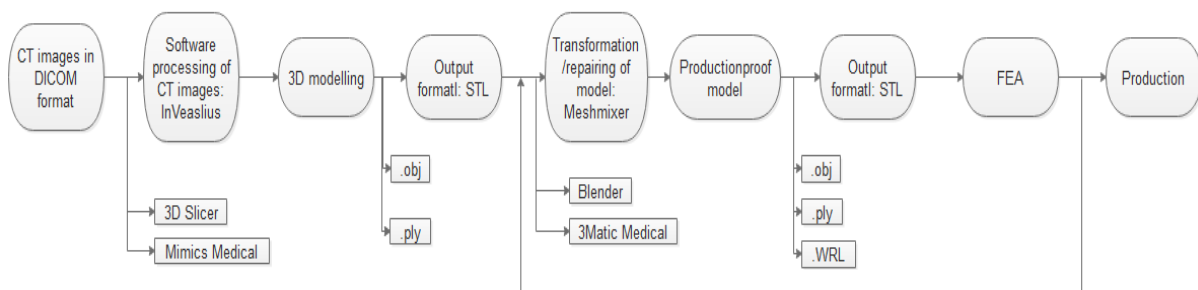 CT images in
DICOM
format
Software
processing of
CT images:
InVeaslius
3D modelling
Output
formatl: STL
Transformation
/repairing of
model:
Meshmixer
Productionproof
model
Output
formatl: STL
FEA
Production
3D Slicer
Mimics Medical
.obj
.ply
Blender
3Matic Medical
.obj
.ply
.WRL